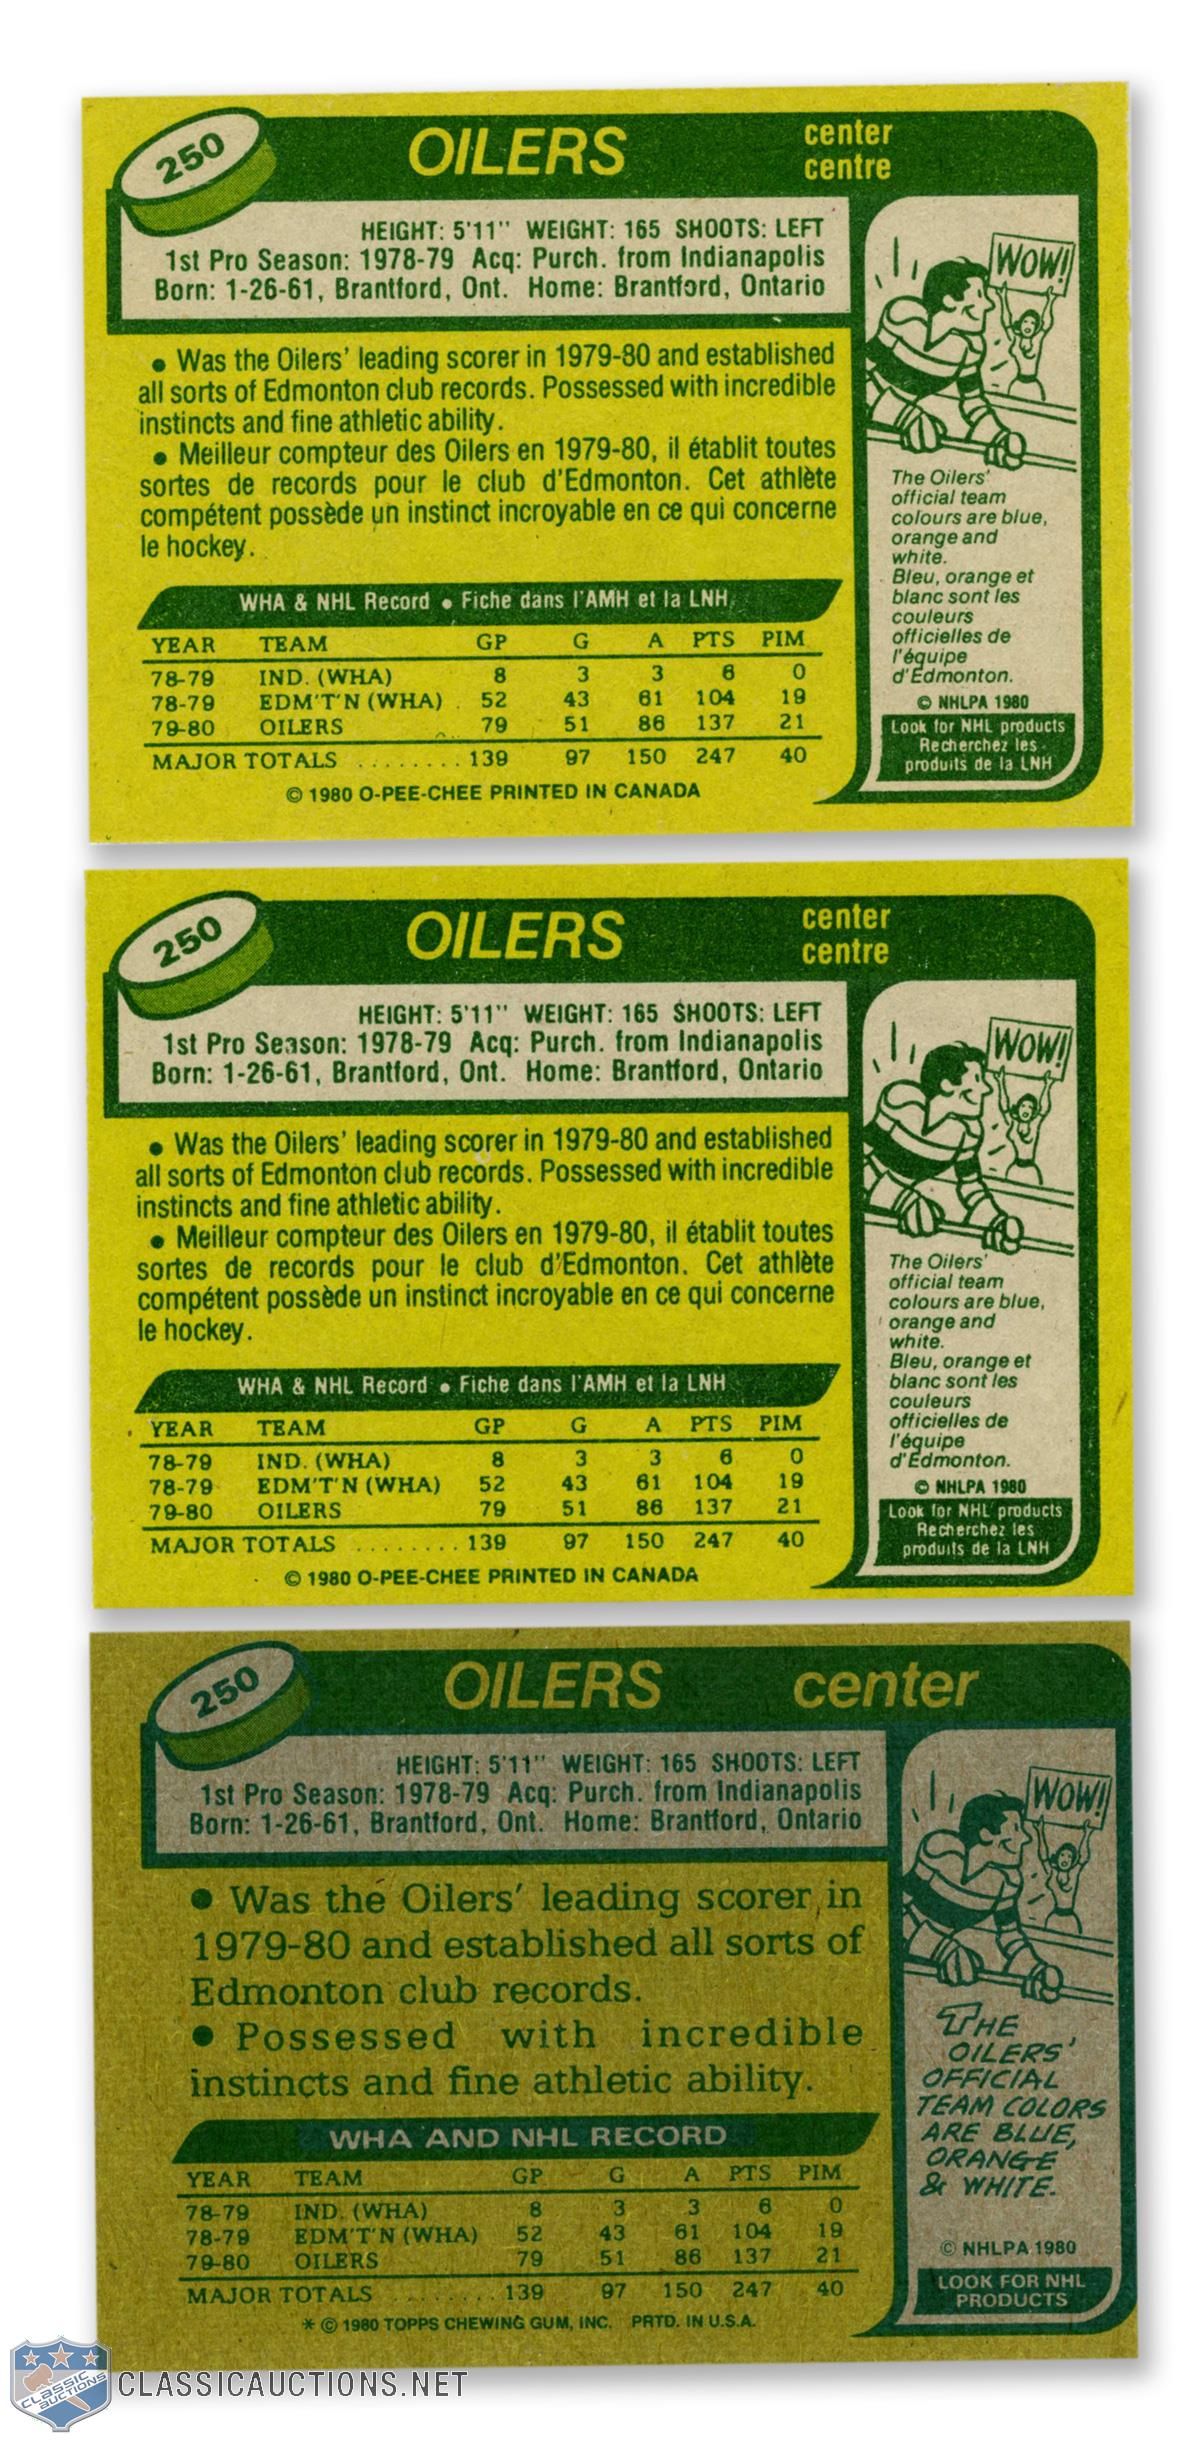 250
OILERS
center
centre
HEIGHT: 5'11" WEIGHT: 165 SHOOTS: LEFT
1st Pro Season: 1978-79 Acq: Purch. from Indianapolis
Born: 1-26-61, Brantford, Ont. Home: Brantford, Ontario
• Was the Oilers' leading scorer in 1979-80 and established
all sorts of Edmonton club records. Possessed with incredible
instincts and fine athletic ability.
• Meilleur compteur des Oilers en 1979-80, il établit toutes
sortes de records pour le club d'Edmonton. Cet athlète
compétent possède un instinct incroyable en ce qui concerne
le hockey.
WHA & NHL Record • Fiche dans l'AMH et la LNH
YEAR TEAM GP G A PTS PIM
78-79 IND. (WHA) 8 3 3 6 0
78-79 EDM'T'N (WHA) 52 43 61 104 19
79-80 OILERS 79 51 86 137 21
MAJOR TOTALS ........ 139 97 150 247 40
© 1980 O-PEE-CHEE PRINTED IN CANADA
WOW!
The Oilers'
official team
colours are blue,
orange and
white.
Bleu, orange et
blanc sont les
couleurs
officielles de
l'équipe
d'Edmonton.
© NHLPA 1980
Look for NHL products
Recherchez les
produits de la LNH
250
OILERS
center
centre
HEIGHT: 5'11" WEIGHT: 165 SHOOTS: LEFT
1st Pro Season: 1978-79 Acq: Purch. from Indianapolis
Born: 1-26-61, Brantford, Ont. Home: Brantford, Ontario
• Was the Oilers' leading scorer in 1979-80 and established
all sorts of Edmonton club records. Possessed with incredible
instincts and fine athletic ability.
• Meilleur compteur des Oilers en 1979-80, il établit toutes
sortes de records pour le club d'Edmonton. Cet athlète
compétent possède un instinct incroyable en ce qui concerne
le hockey.
WHA & NHL Record • Fiche dans l'AMH et la LNH
YEAR TEAM GP G A PTS PIM
78-79 IND. (WHA) 8 3 3 6 0
78-79 EDM'T'N (WHA) 52 43 61 104 19
79-80 OILERS 79 51 86 137 21
MAJOR TOTALS ........ 139 97 150 247 40
© 1980 O-PEE-CHEE PRINTED IN CANADA
WOW!
The Oilers'
official team
colours are blue,
orange and
white.
Bleu, orange et
blanc sont les
couleurs
officielles de
l'équipe
d'Edmonton.
© NHLPA 1980
Look for NHL products
Recherchez les
produits de la LNH
250
OILERS
center
HEIGHT: 5'11" WEIGHT: 165 SHOOTS: LEFT
1st Pro Season: 1978-79 Acq: Purch. from Indianapolis
Born: 1-26-61, Brantford, Ont. Home: Brantford, Ontario
• Was the Oilers' leading scorer in
1979-80 and established all sorts of
Edmonton club records.
• Possessed with incredible
instincts and fine athletic ability.
WHA AND NHL RECORD
YEAR TEAM GP G A PTS PIM
78-79 IND. (WHA) 8 3 3 6 0
78-79 EDM'T'N (WHA) 52 43 61 104 19
79-80 OILERS 79 51 86 137 21
MAJOR TOTALS ........ 139 97 150 247 40
* © 1980 TOPPS CHEWING GUM, INC. PRTD. IN U.S.A.
WOW!
THE
OILERS'
OFFICIAL
TEAM COLORS
ARE BLUE,
ORANGE
& WHITE.
© NHLPA 1980
LOOK FOR NHL
PRODUCTS
CLASSIC
AUCTIONS
CLASSICAUCTIONS.NET